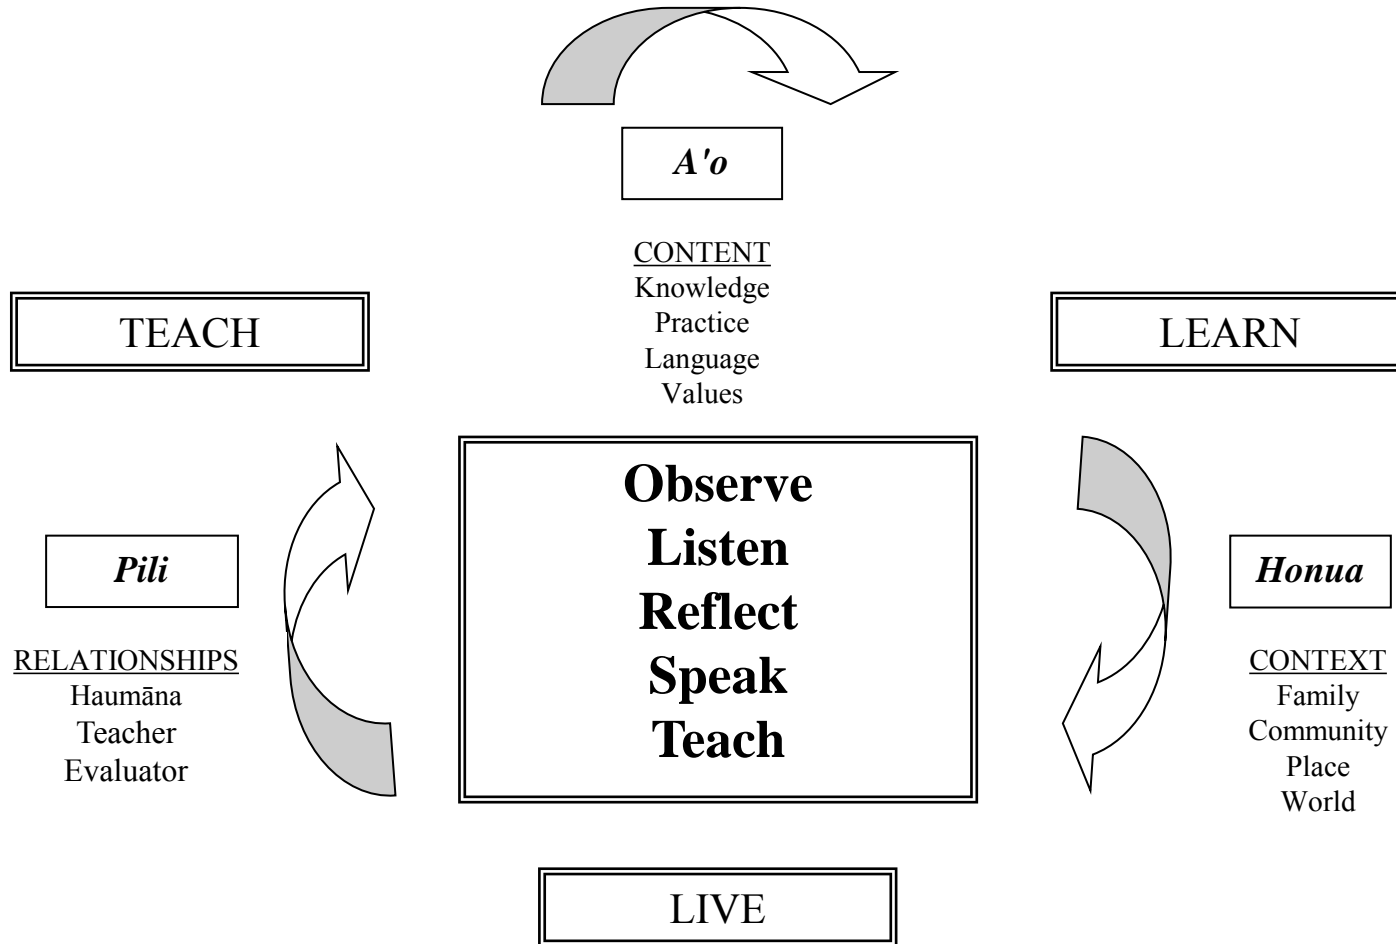 A'o
CONTENT
Knowledge
Practice
Language
Values
TEACH
LEARN
Observe
Listen
Reflect
Speak
Teach
Pili
RELATIONSHIPS
Haumāna
Teacher
Evaluator
Honua
CONTEXT
Family
Community
Place
World
LIVE